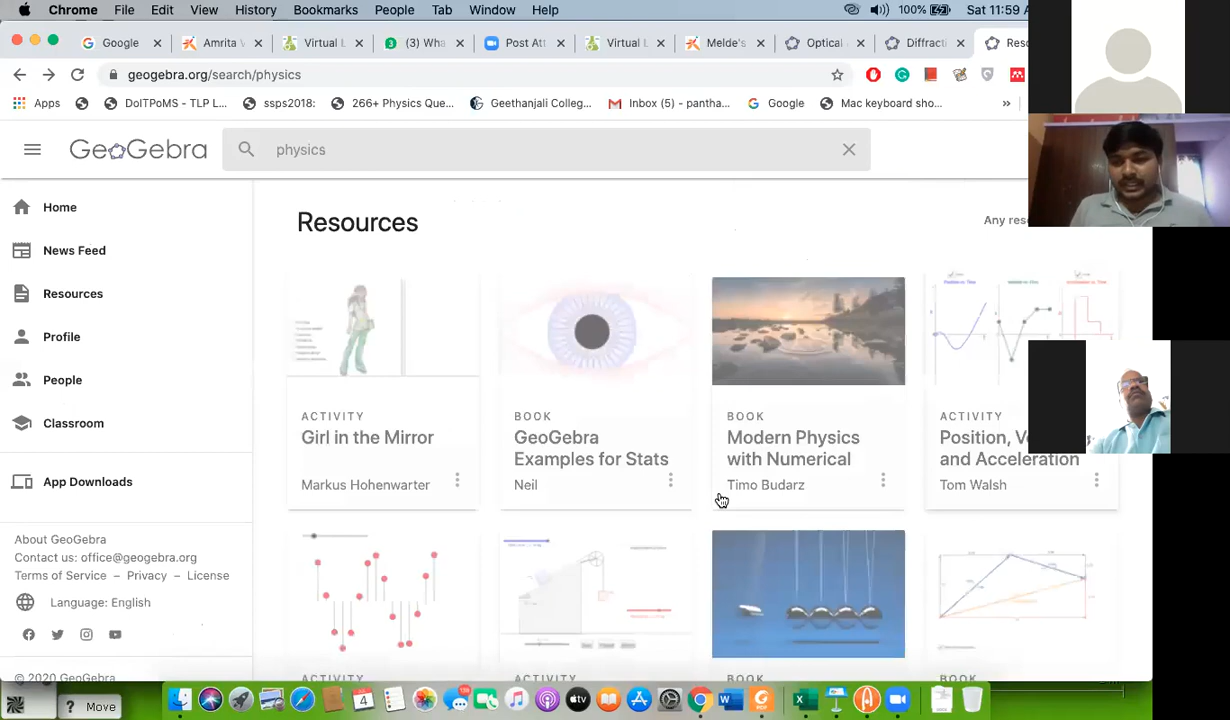 Chrome File Edit View History Bookmarks People Tab Window Help 100% Sat 11:59
Google Amrita V Virtual L (3) Wha Post Att Virtual L Melde's Optical Diffracti Reso
geogebra.org/search/physics
Apps DoITPoMS - TLP L... ssps2018: 266+ Physics Que... Geethanjali Colleg... Inbox (5) - pantha... Google Mac keyboard sho... »
GeoGebra physics
Home
News Feed
Resources
Profile
People
Classroom
App Downloads
About GeoGebra
Contact us: office@geogebra.org
Terms of Service – Privacy – License
Language: English
© 2020 GeoGebra
Resources
Any reso
ACTIVITY
Girl in the Mirror
Markus Hohenwarter
BOOK
GeoGebra
Examples for Stats
Neil
BOOK
Modern Physics
with Numerical
Timo Budarz
ACTIVITY
Position, Ve
and Acceleration
Tom Walsh
ACTIVITY ACTIVITY BOOK BOOK
? Move